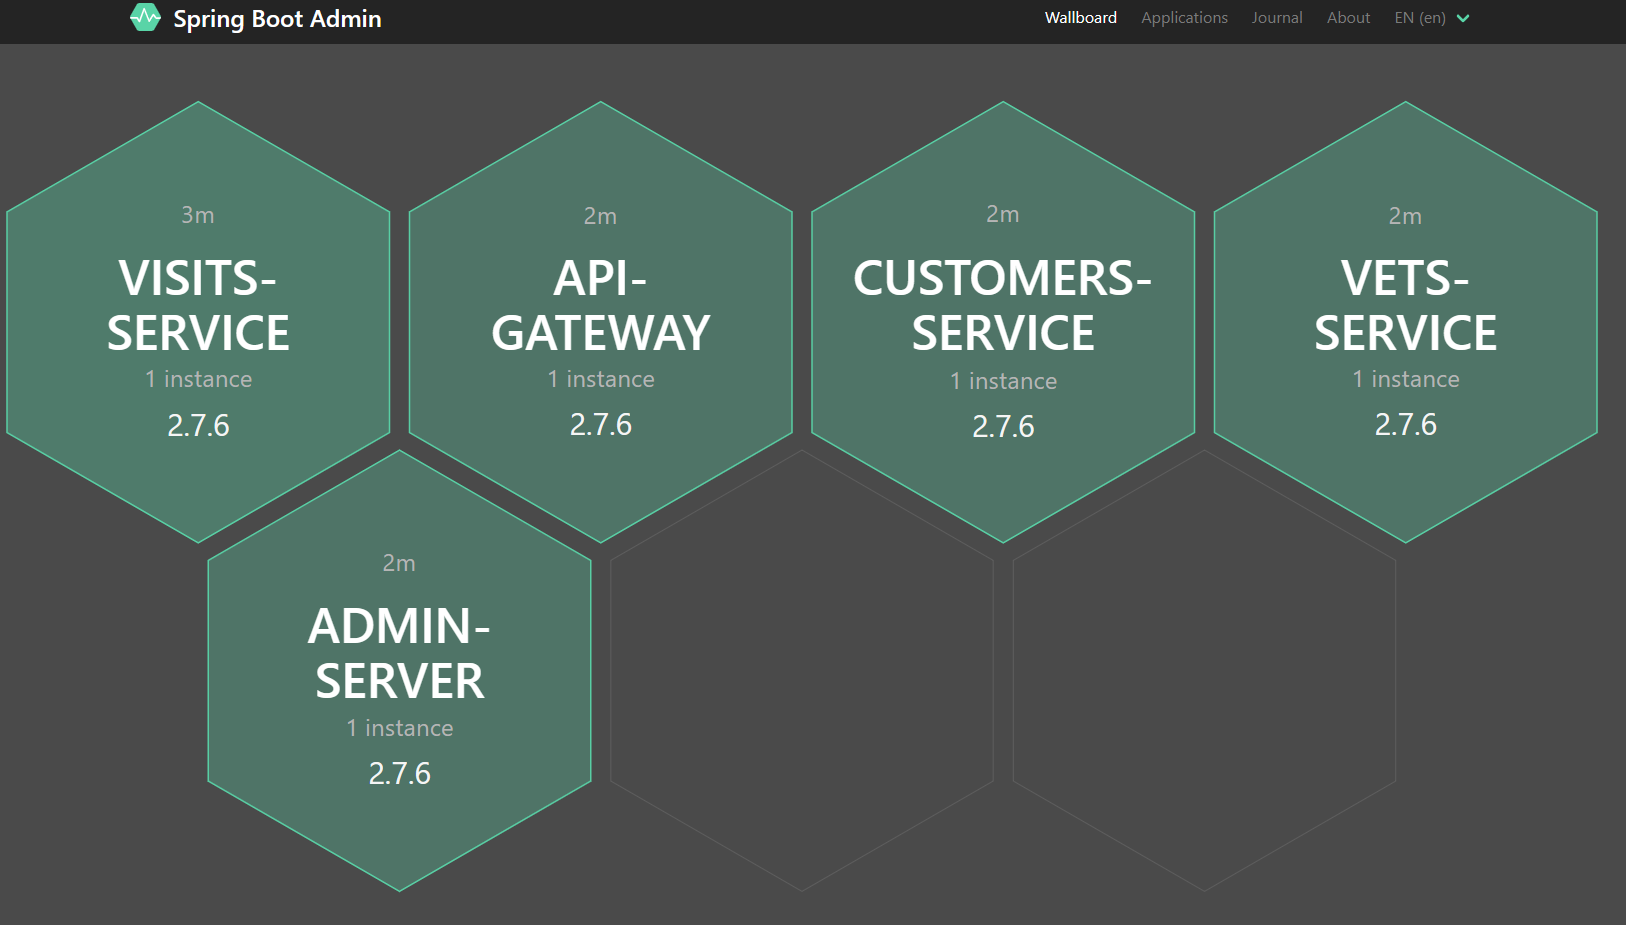 Spring Boot Admin
Wallboard Applications Journal About EN (en)
3m
VISITS-
SERVICE
1 instance
2.7.6
2m
API-
GATEWAY
1 instance
2.7.6
2m
CUSTOMERS-
SERVICE
1 instance
2.7.6
2m
VETS-
SERVICE
1 instance
2.7.6
2m
ADMIN-
SERVER
1 instance
2.7.6